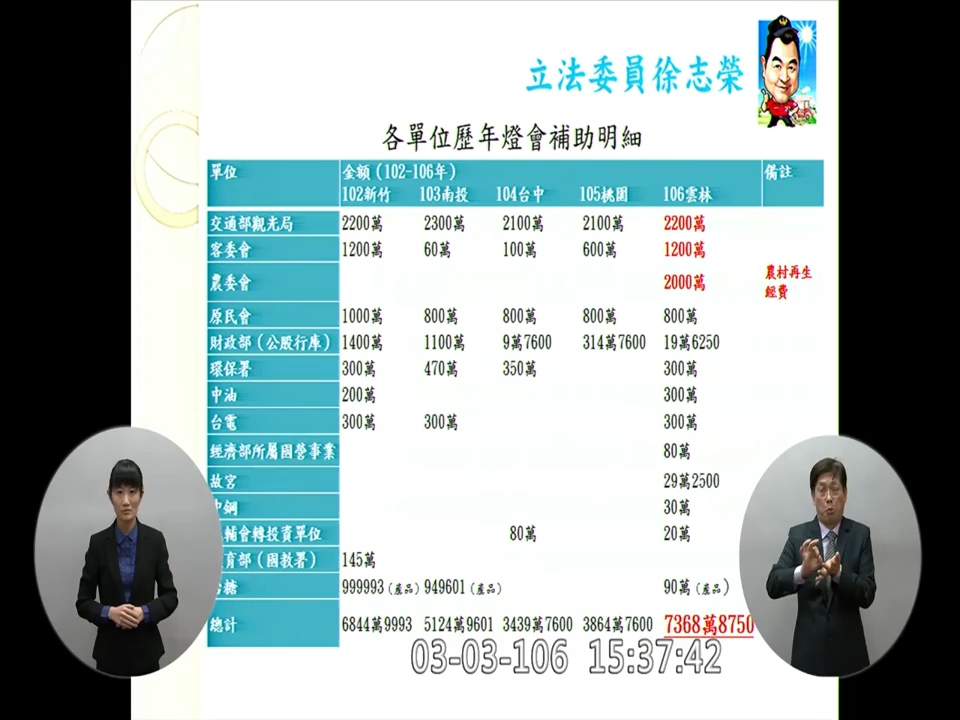 立法委員徐志榮
各單位歷年燈會補助明細
單位 金額(102-106年) 備註
102新竹 103南投 104台中 105桃園 106雲林
交通部觀光局 2200萬 2300萬 2100萬 2100萬 2200萬
客委會 1200萬 60萬 100萬 600萬 1200萬
農委會 2000萬 農村再生
經費
原民會 1000萬 800萬 800萬 800萬 800萬
財政部(公股行庫) 1400萬 1100萬 9萬7600 314萬7600 19萬6250
環保署 300萬 470萬 350萬 300萬
中油 200萬 300萬
台電 300萬 300萬 300萬
經濟部所屬國營事業 80萬
故宮 29萬2500
鋼 30萬
輔會轉投資單位 80萬 20萬
育部(國教署) 145萬
糖 999993(產品) 949601(產品) 90萬(產品)
總計 6844萬9993 5124萬9601 3439萬7600 3864萬7600 7368萬8750
03-03-106 15:37:42